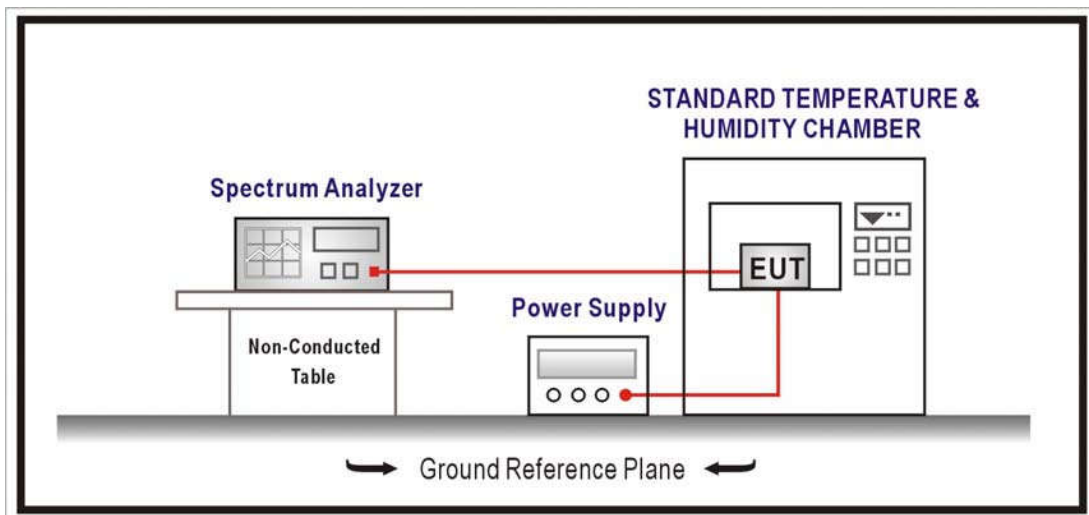 STANDARD TEMPERATURE &
HUMIDITY CHAMBER
Spectrum Analyzer
EUT
Power Supply
Non-Conducted
Table
Ground Reference Plane